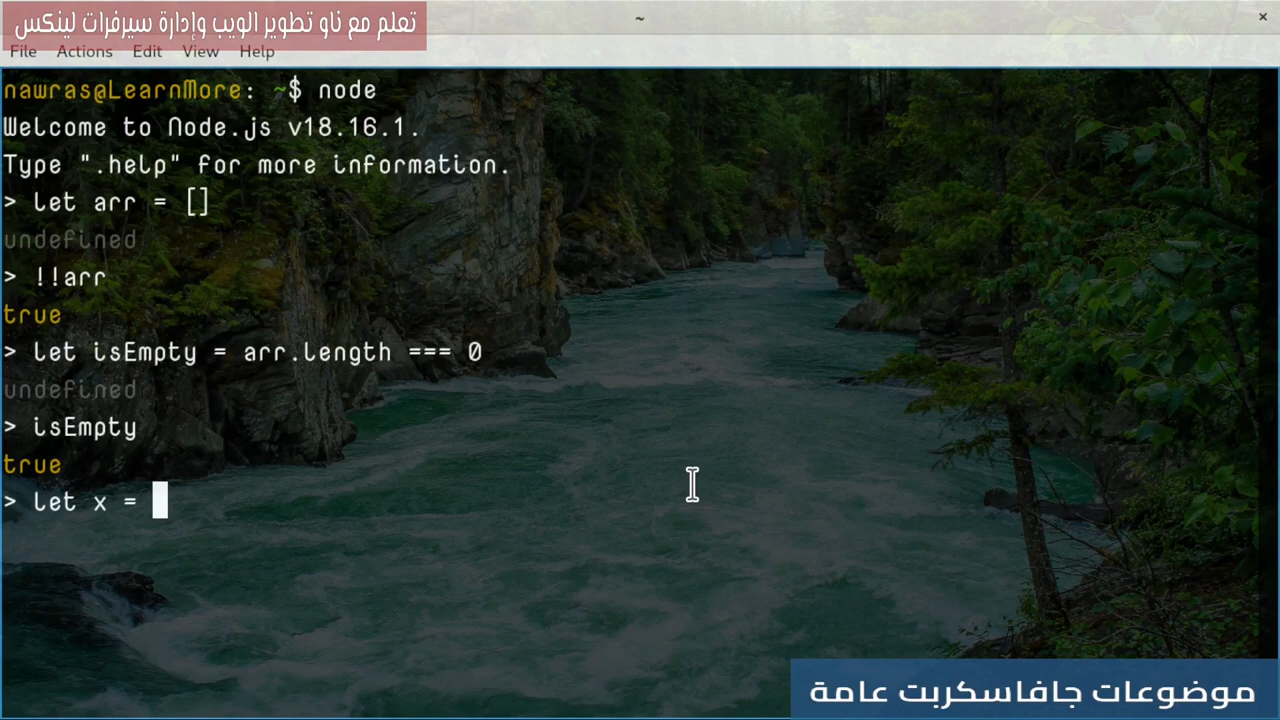 تعلم مع ناو تطوير الويب وإدارة سيرفرات لينكس
~
×
File Actions Edit View Help
nawras@LearnMore: ~$ node
Welcome to Node.js v18.16.1.
Type ".help" for more information.
> let arr = []
undefined
> !!arr
true
> let isEmpty = arr.length === 0
undefined
> isEmpty
true
> let x =
موضوعات جافاسكربت عامة